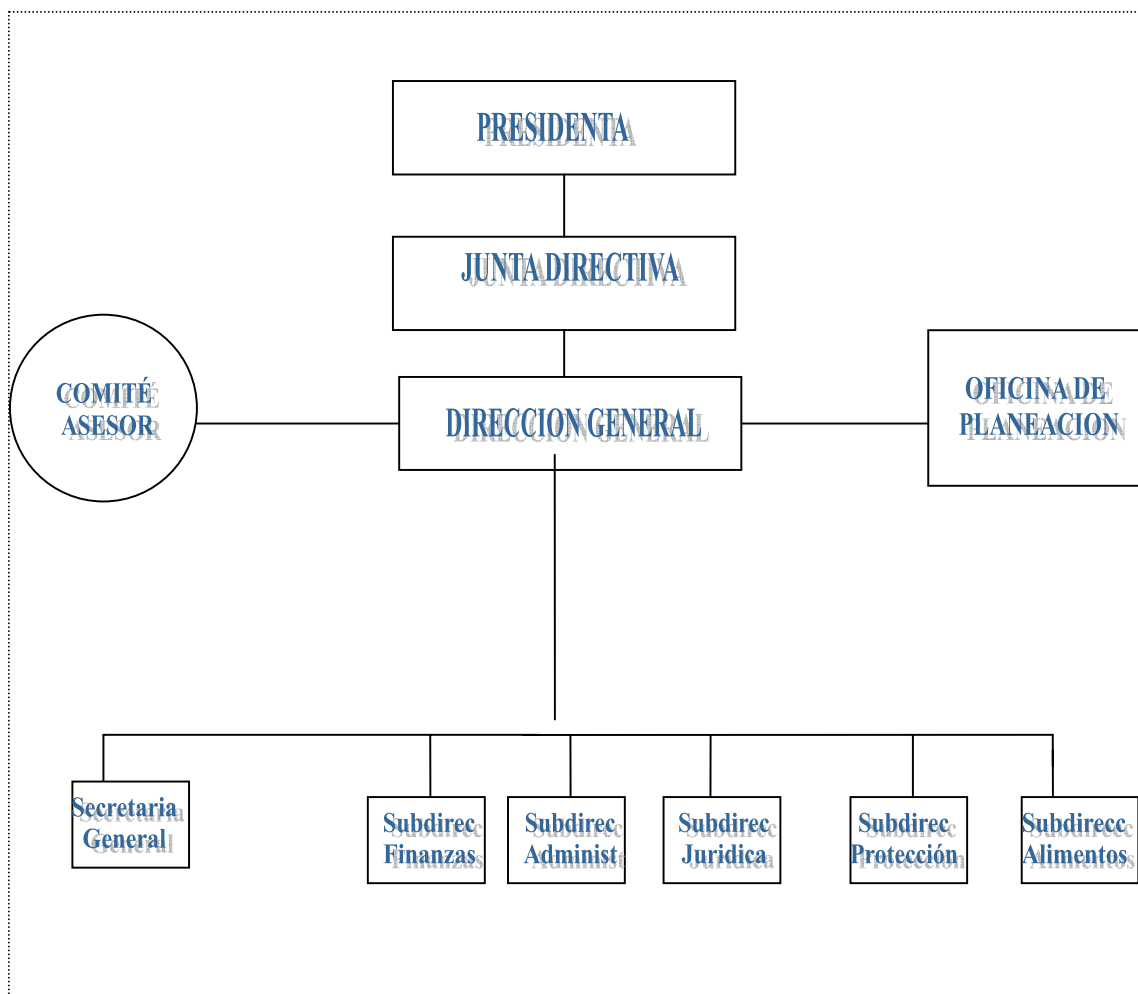 PRESIDENTA
JUNTA DIRECTIVA
COMITÉ
ASESOR
DIRECCION GENERAL
OFICINA DE
PLANEACION
Secretaria
General
Subdirec
Finanzas
Subdirec
Administ
Subdirec
Juridica
Subdirec
Protección
Subdirecc
Alimentos